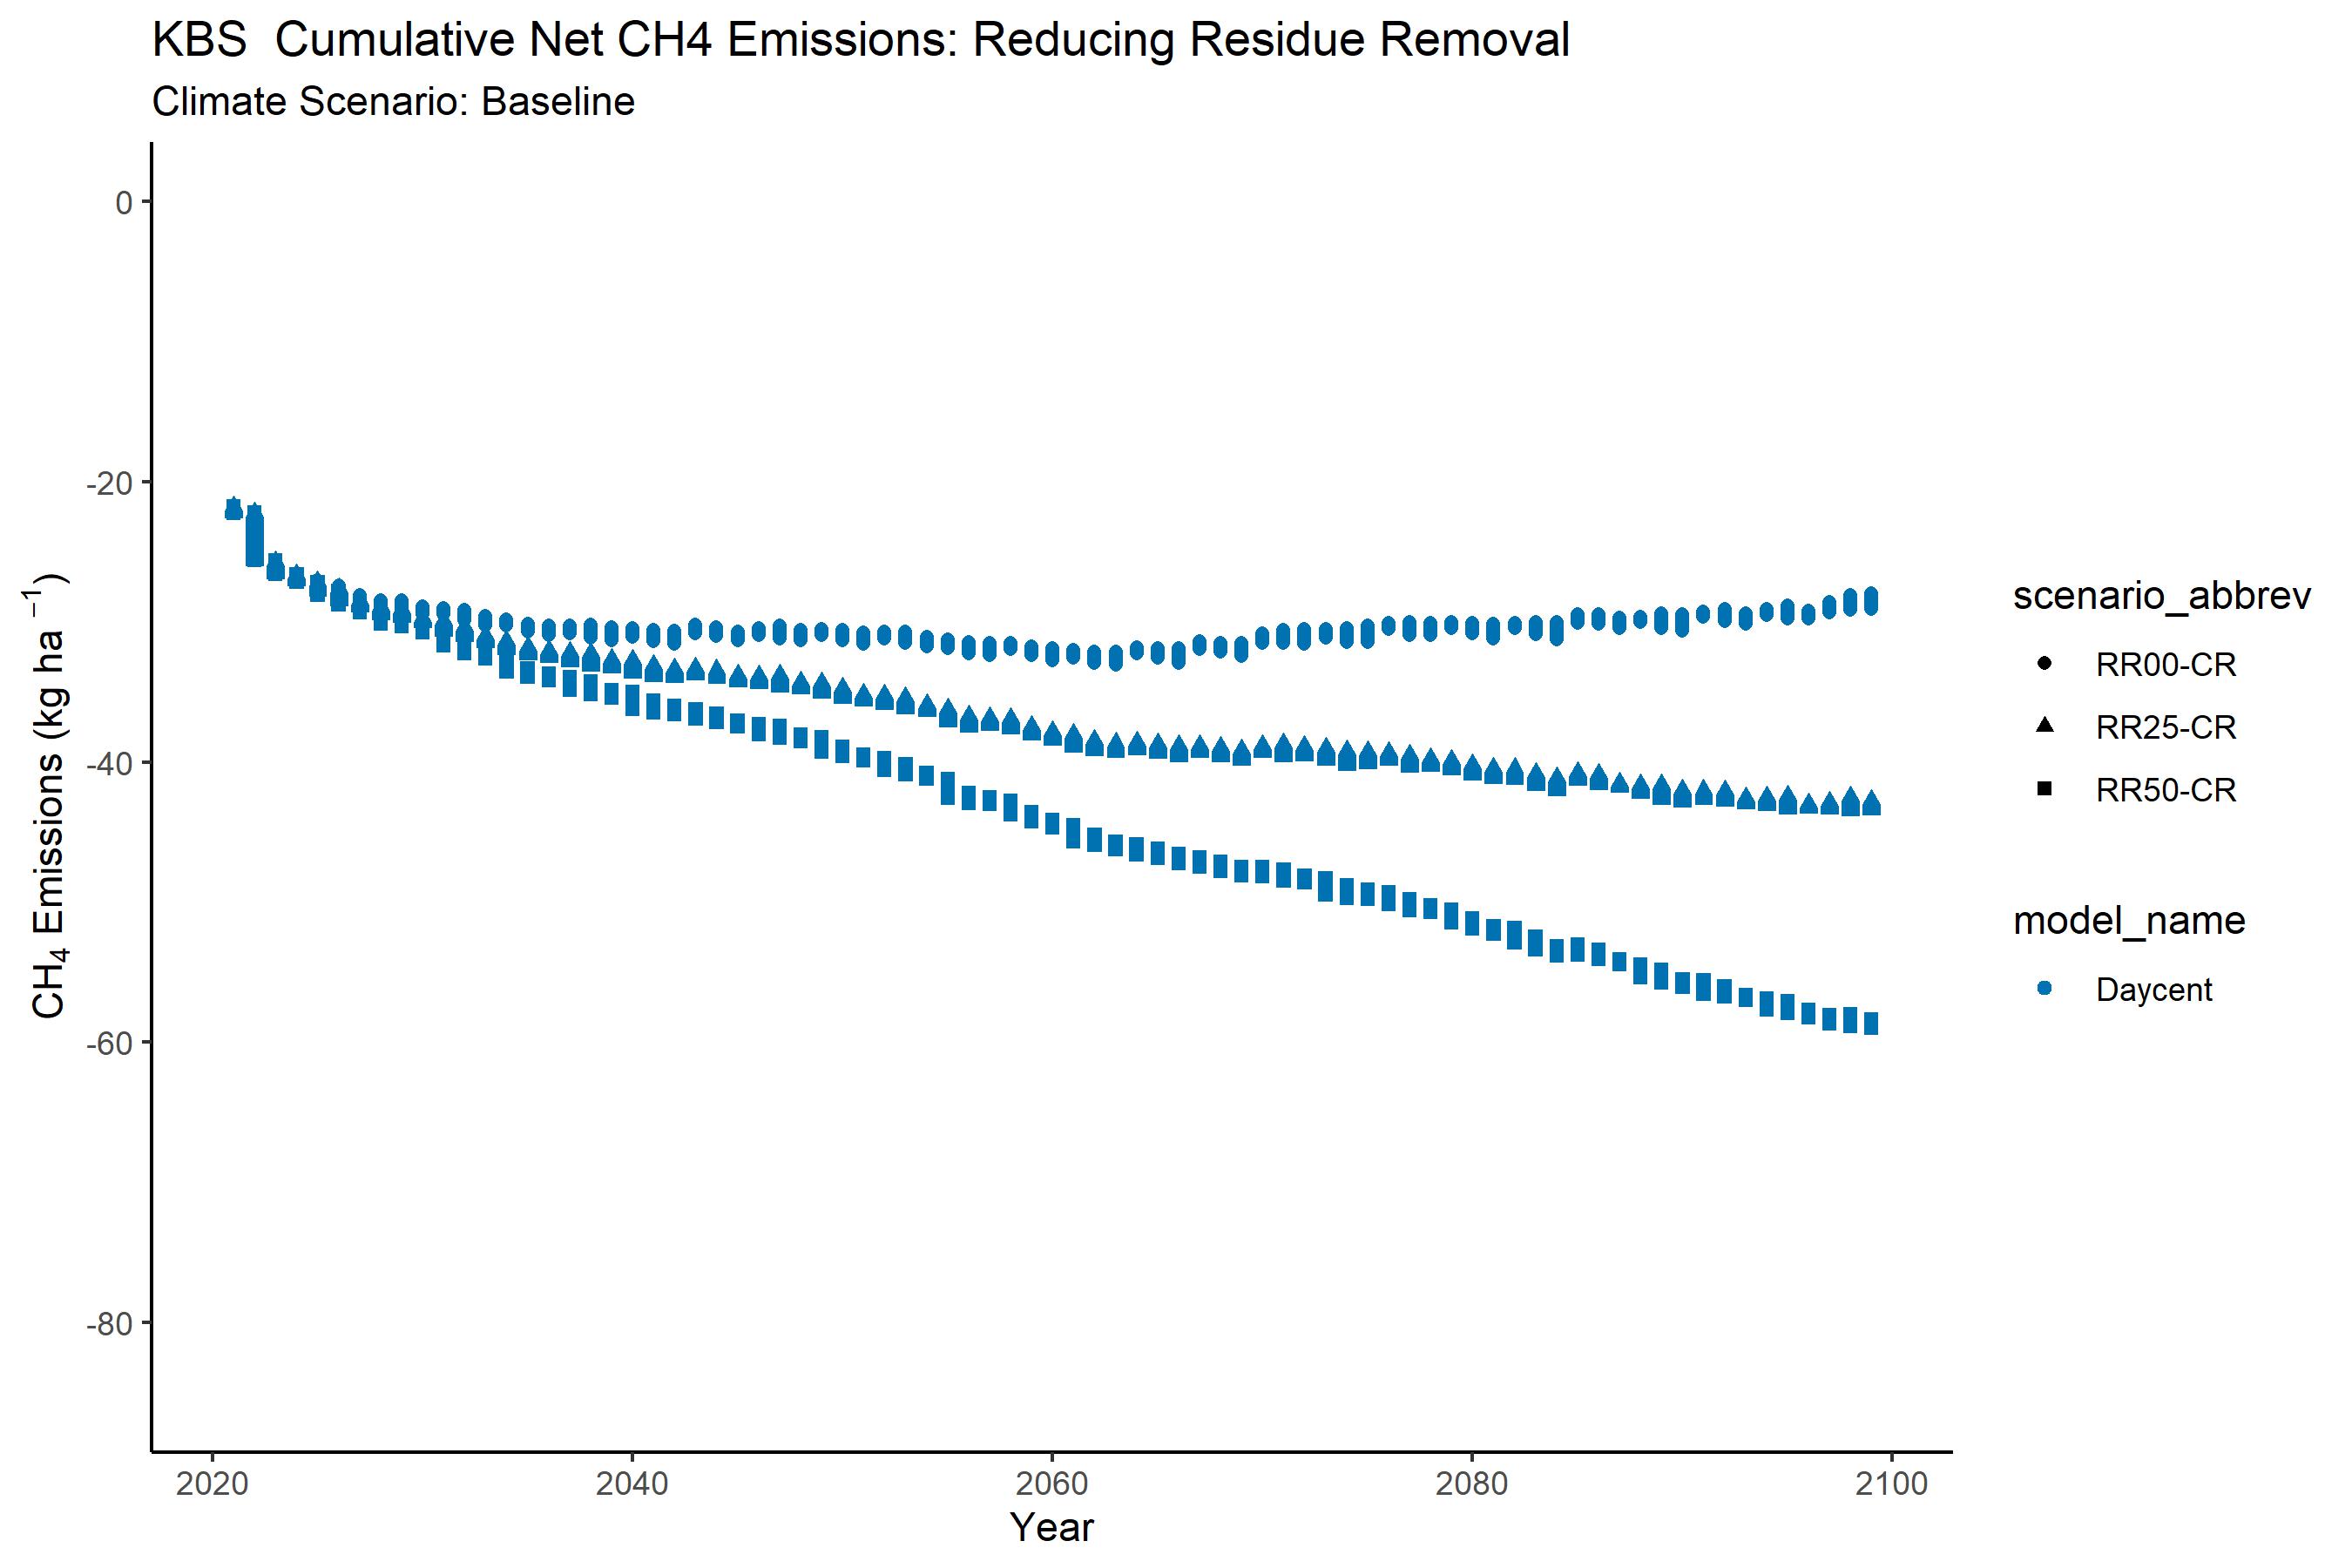 KBS  Cumulative Net CH4 Emissions: Reducing Residue Removal
Climate Scenario: Baseline
CH₄ Emissions (kg ha ⁻¹)
0
-20
-40
-60
-80
2020 2040 2060 2080 2100
Year
scenario_abbrev
RR00-CR
RR25-CR
RR50-CR
model_name
Daycent